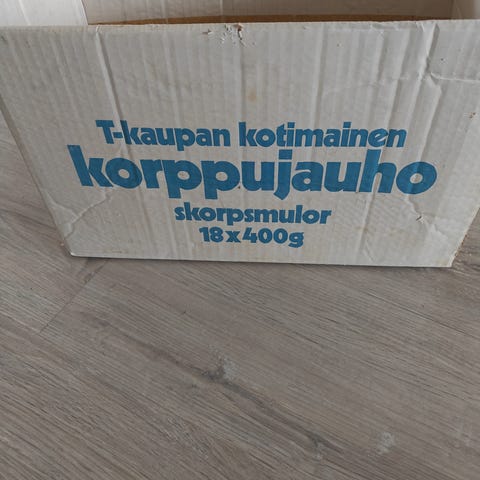 T-kaupan kotimainen
korppujauho
skorpsmulor
18x400g